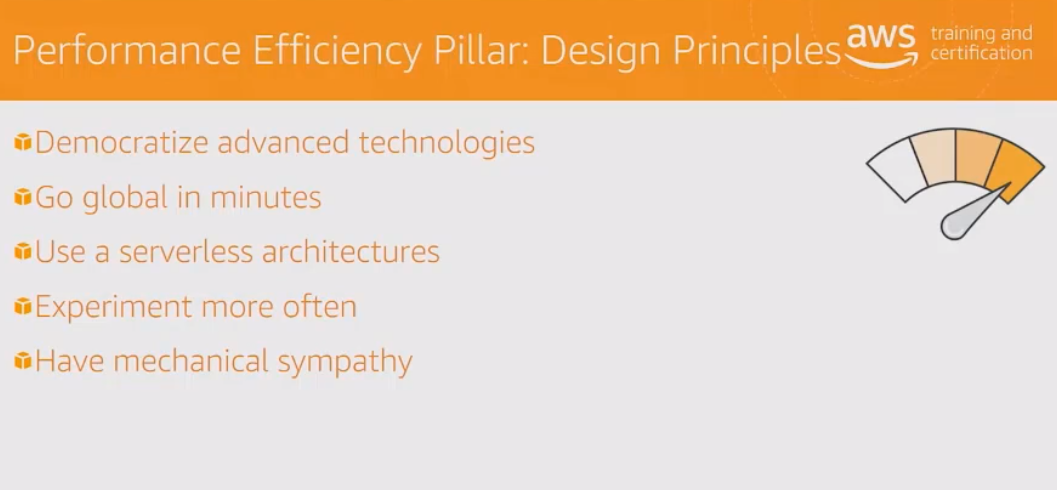 Performance Efficiency Pillar: Design Principles
aws training and
certification
Democratize advanced technologies
Go global in minutes
Use a serverless architectures
Experiment more often
Have mechanical sympathy